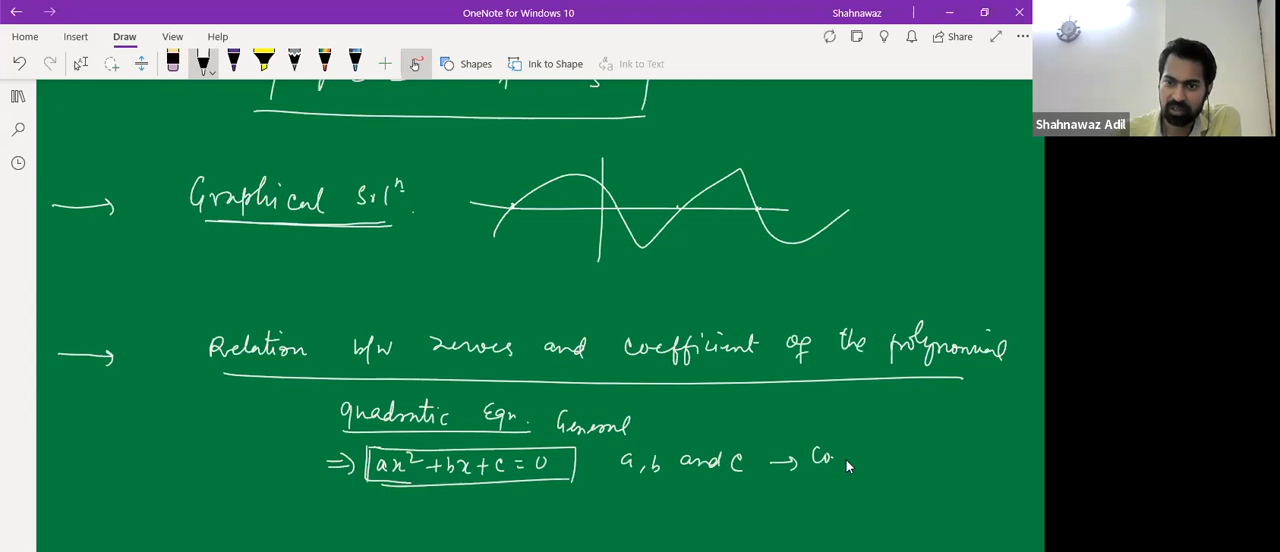 OneNote for Windows 10
Shahnawaz
Home Insert Draw View Help
Shapes Ink to Shape Ink to Text Share
Shahnawaz Adil
Graphical Solⁿ.
Relation b/w zeroes and coefficient of the polynomial
quadratic Eqn. General
⇒ ax² + bx + c = 0 a, b and c → Co